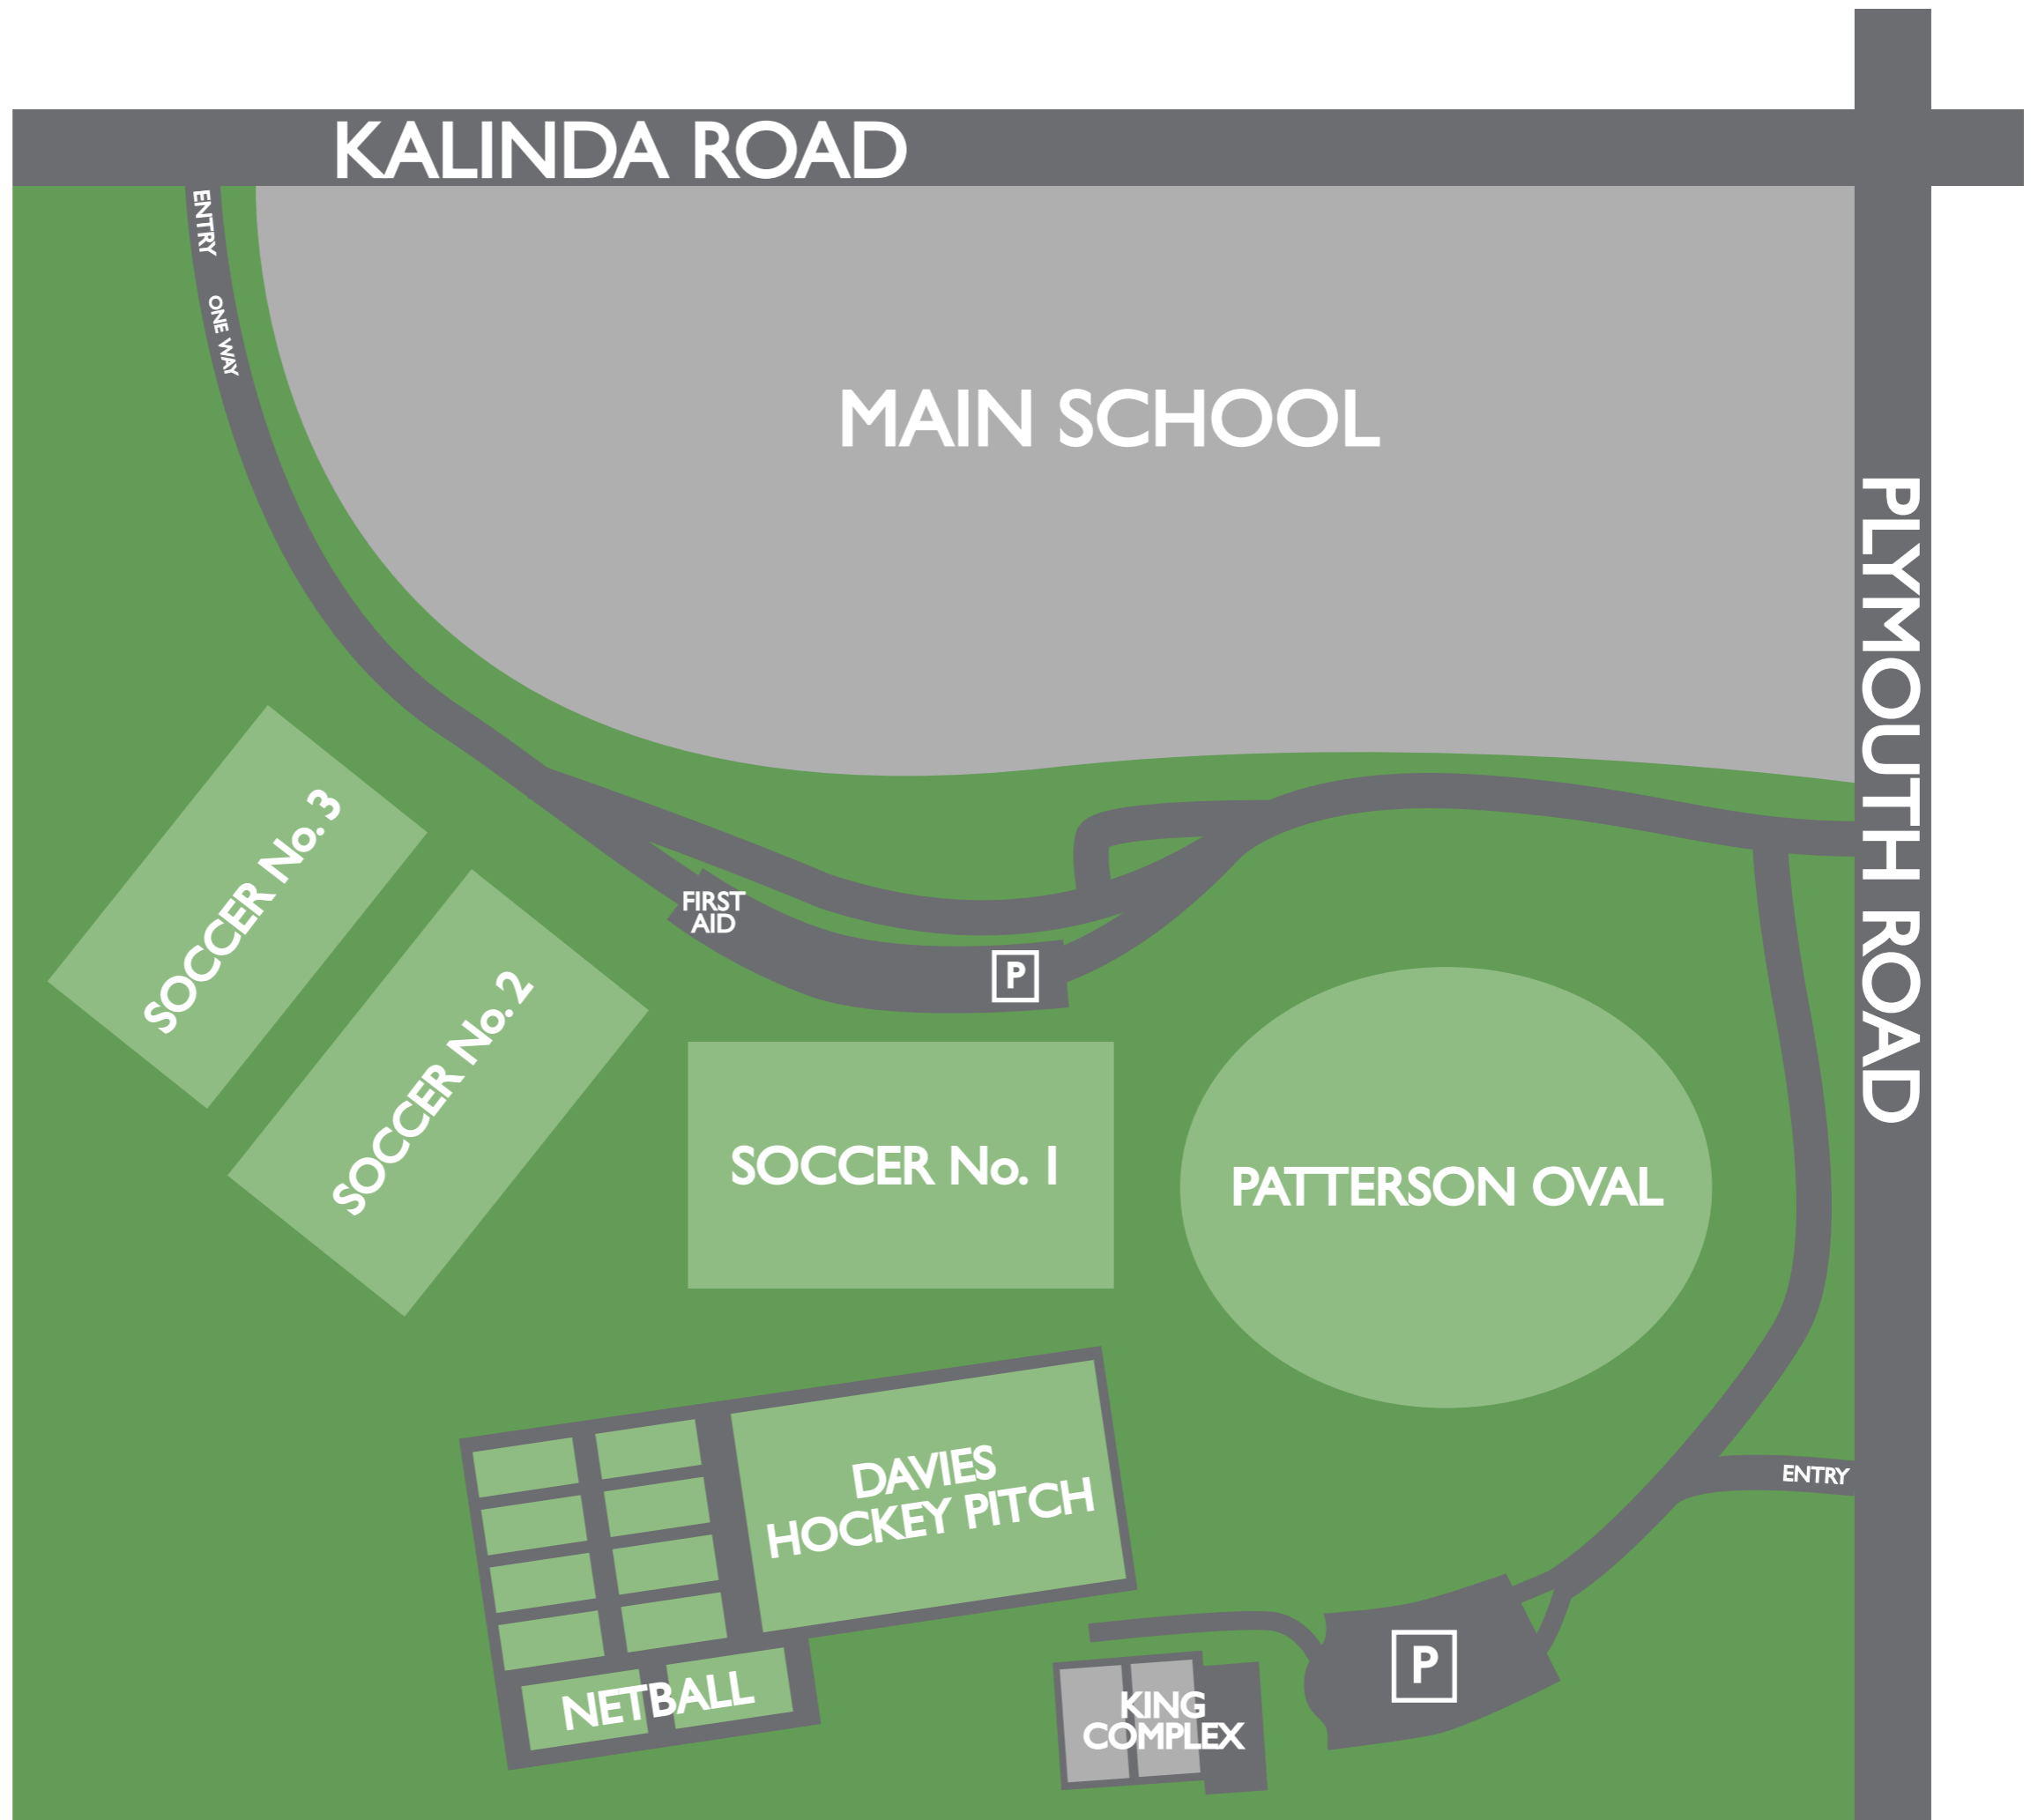 KALINDA ROAD
ENTRY
ONE WAY
MAIN SCHOOL
PLYMOUTH ROAD
SOCCER No.3
FIRST
AID
P
SOCCER No.2
SOCCER No. 1
PATTERSON OVAL
DAVIES
HOCKEY PITCH
ENTRY
P
NETBALL
KING
COMPLEX